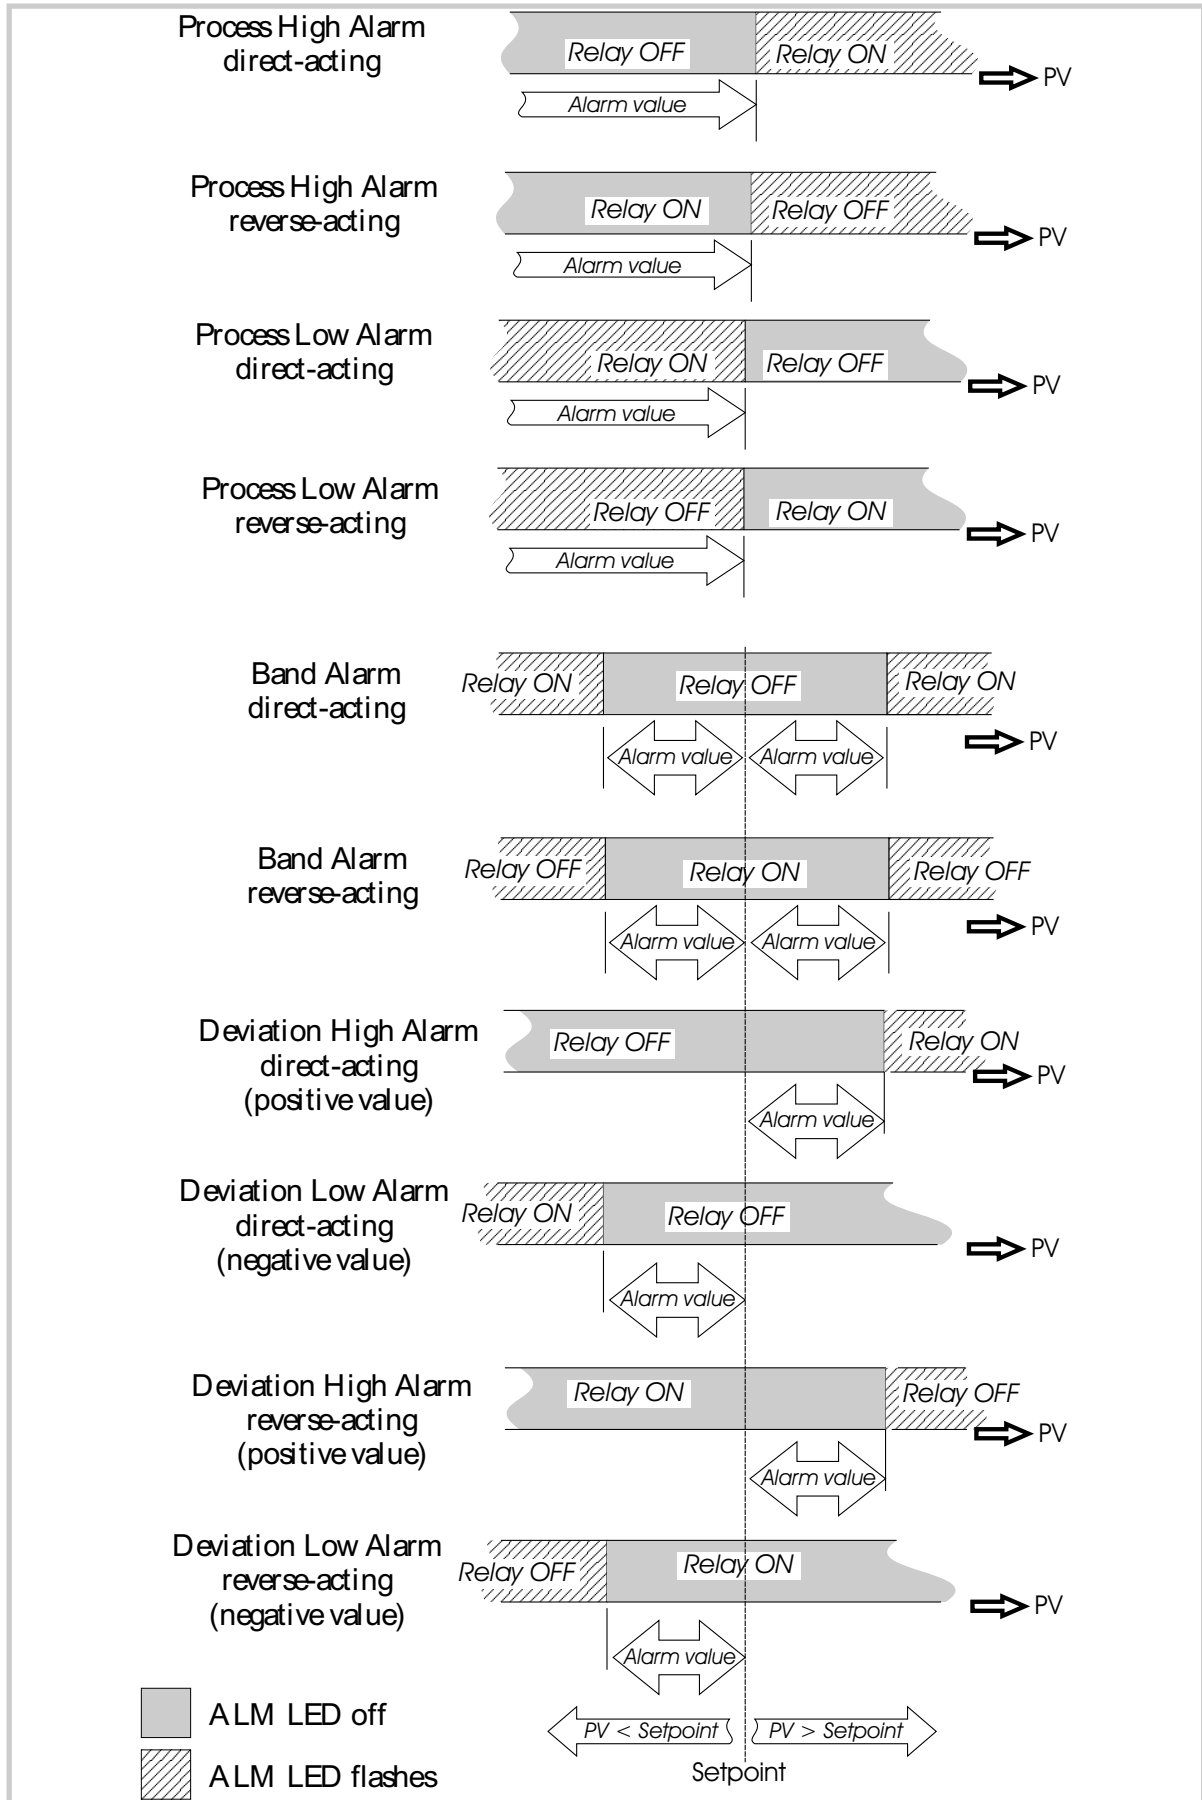 Process High Alarm
direct-acting
Relay OFF
Relay ON
PV
Alarm value
Process High Alarm
reverse-acting
Relay ON
Relay OFF
PV
Alarm value
Process Low Alarm
direct-acting
Relay ON
Relay OFF
PV
Alarm value
Process Low Alarm
reverse-acting
Relay OFF
Relay ON
PV
Alarm value
Band Alarm
direct-acting
Relay ON
Relay OFF
Relay ON
PV
Alarm value
Alarm value
Band Alarm
reverse-acting
Relay OFF
Relay ON
Relay OFF
PV
Alarm value
Alarm value
Deviation High Alarm
direct-acting
(positive value)
Relay OFF
Relay ON
PV
Alarm value
Deviation Low Alarm
direct-acting
(negative value)
Relay ON
Relay OFF
PV
Alarm value
Deviation High Alarm
reverse-acting
(positive value)
Relay ON
Relay OFF
PV
Alarm value
Deviation Low Alarm
reverse-acting
(negative value)
Relay OFF
Relay ON
PV
Alarm value
ALM LED off
PV < Setpoint
PV > Setpoint
Setpoint
ALM LED flashes